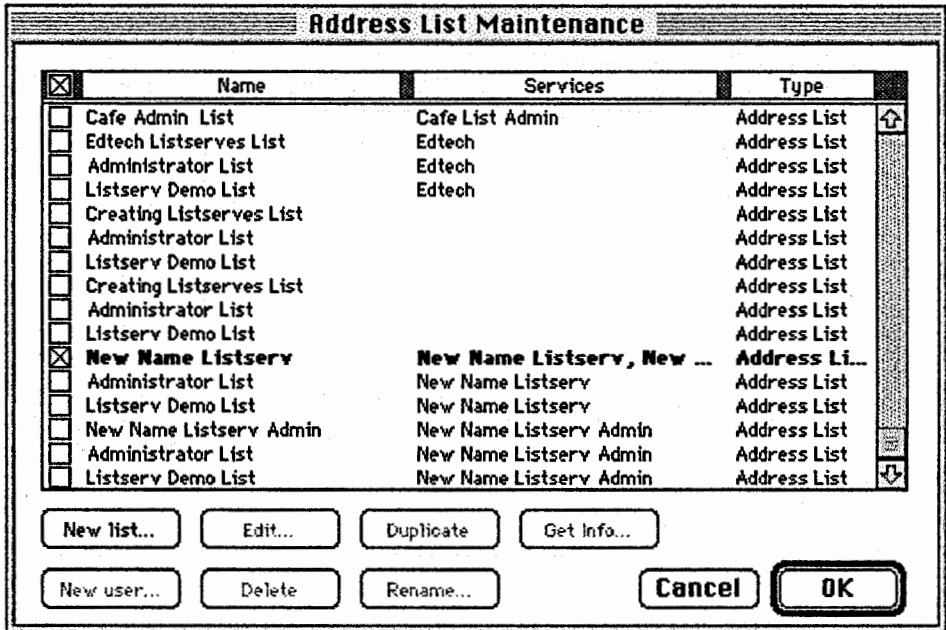 Address List Maintenance
Name Services Type
Cafe Admin List Cafe List Admin Address List
Edtech Listserves List Edtech Address List
Administrator List Edtech Address List
Listserv Demo List Edtech Address List
Creating Listserves List Address List
Administrator List Address List
Listserv Demo List Address List
Creating Listserves List Address List
Administrator List Address List
Listserv Demo List Address List
New Name Listserv New Name Listserv, New ... Address Li...
Administrator List New Name Listserv Address List
Listserv Demo List New Name Listserv Address List
New Name Listserv Admin New Name Listserv Admin Address List
Administrator List New Name Listserv Admin Address List
Listserv Demo List New Name Listserv Admin Address List
New list... Edit... Duplicate Get Info...
New user... Delete Rename... Cancel OK